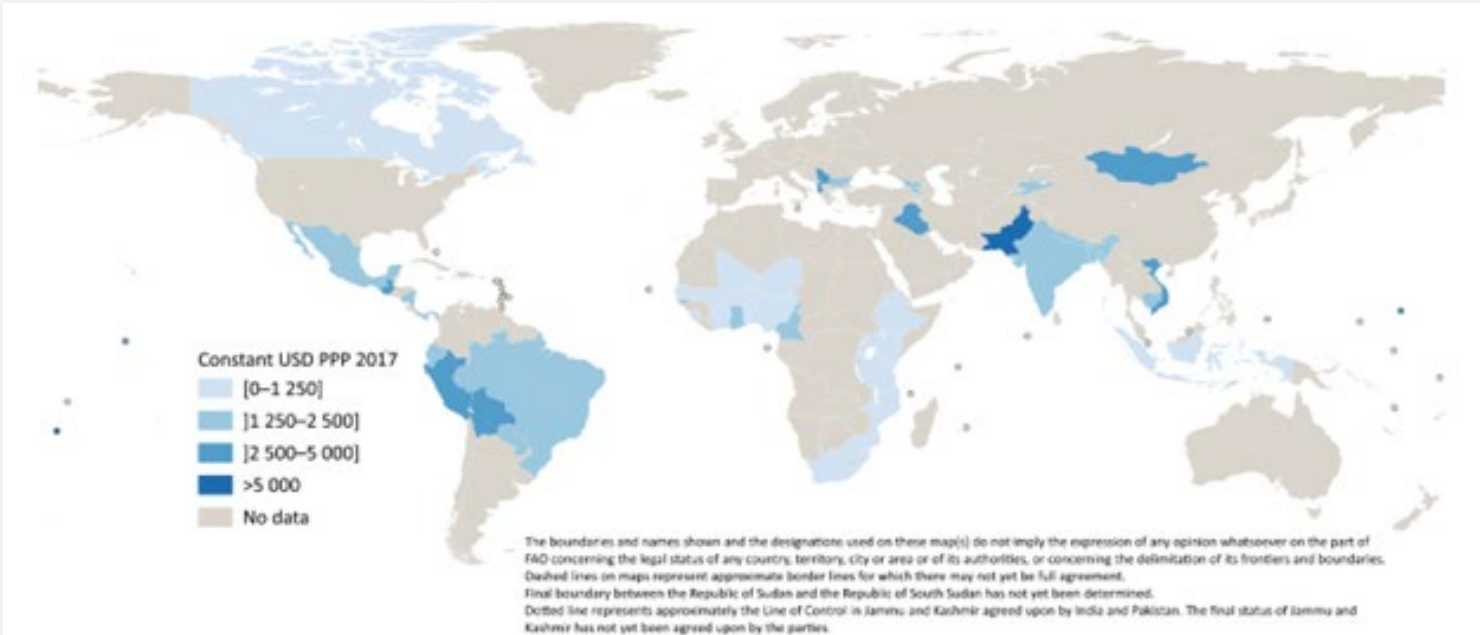 Constant USD PPP 2017
[0–1 250]
]1 250–2 500]
]2 500–5 000]
>5 000
No data
The boundaries and names shown and the designations used on these map(s) do not imply the expression of any opinion whatsoever on the part of
FAO concerning the legal status of any country, territory, city or area or of its authorities, or concerning the delimitation of its frontiers and boundaries.
Dashed lines on maps represent approximate border lines for which there may not yet be full agreement.
Final boundary between the Republic of Sudan and the Republic of South Sudan has not yet been determined.
Dotted line represents approximately the Line of Control in Jammu and Kashmir agreed upon by India and Pakistan. The final status of Jammu and
Kashmir has not yet been agreed upon by the parties.